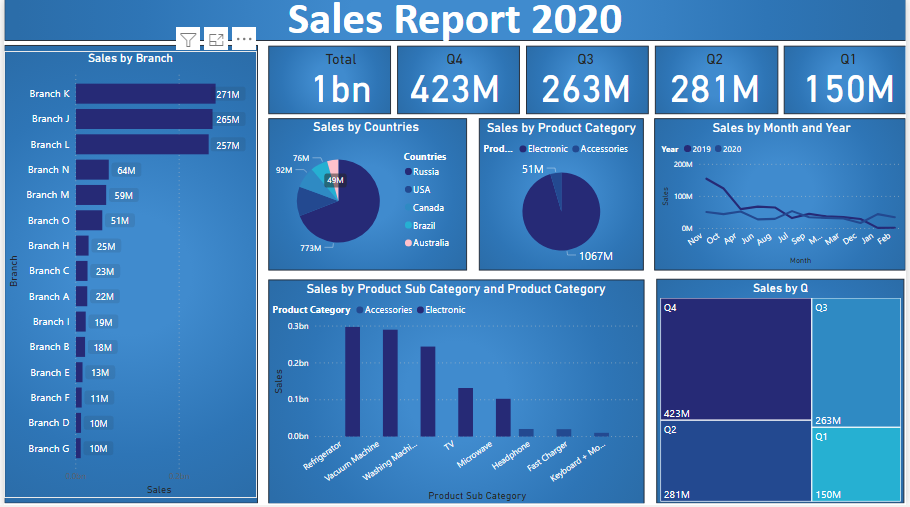 Sales Report 2020
Sales by Branch
Branch K 271M
Branch J 265M
Branch L 257M
Branch N 64M
Branch M 59M
Branch O 51M
Branch H 25M
Branch C 23M
Branch A 22M
Branch I 19M
Branch B 18M
Branch E 13M
Branch F 11M
Branch D 10M
Branch G 10M
Branch
Sales
Total
1bn
Q4
423M
Q3
263M
Q2
281M
Q1
150M
Sales by Countries
76M
92M
49M
773M
Countries
Russia
USA
Canada
Brazil
Australia
Sales by Product Category
Prod... Electronic Accessories
51M
1067M
Sales by Month and Year
Year 2019 2020
200M
100M
0M
Sales
Nov Oct Apr Jun Aug Jul Sep M... Mar Dec Jan Feb
Month
Sales by Product Sub Category and Product Category
Product Category Accessories Electronic
0.3bn
0.2bn
0.1bn
0.0bn
Sales
Refrigerator Vacuum Machine Washing Machi... TV Microwave Headphone Fast Charger Keyboard + Mo...
Product Sub Category
Sales by Q
Q4
423M
Q3
263M
Q2
281M
Q1
150M